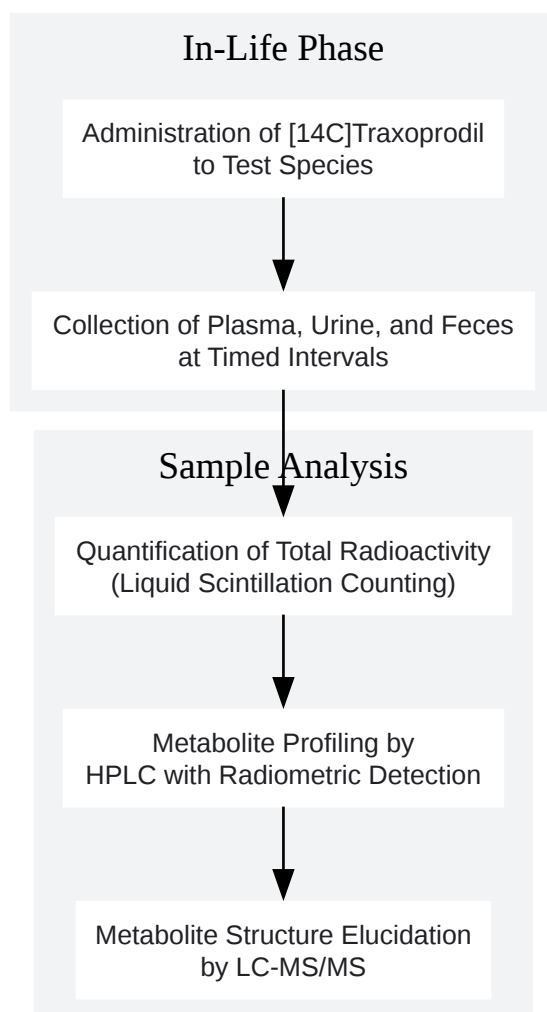 In-Life Phase
Administration of [14C]Traxoprodil
to Test Species
Collection of Plasma, Urine, and Feces
at Timed Intervals
Sample Analysis
Quantification of Total Radioactivity
(Liquid Scintillation Counting)
Metabolite Profiling by
HPLC with Radiometric Detection
Metabolite Structure Elucidation
by LC-MS/MS